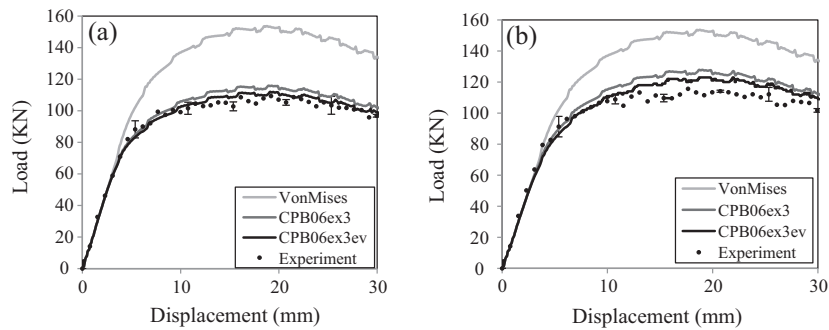 (a)
Load (KN)
160
140
120
100
80
60
40
20
0
VonMises
CPB06ex3
CPB06ex3ev
Experiment
0 10 20 30
Displacement (mm)
(b)
Load (KN)
160
140
120
100
80
60
40
20
0
VonMises
CPB06ex3
CPB06ex3ev
Experiment
0 10 20 30
Displacement (mm)